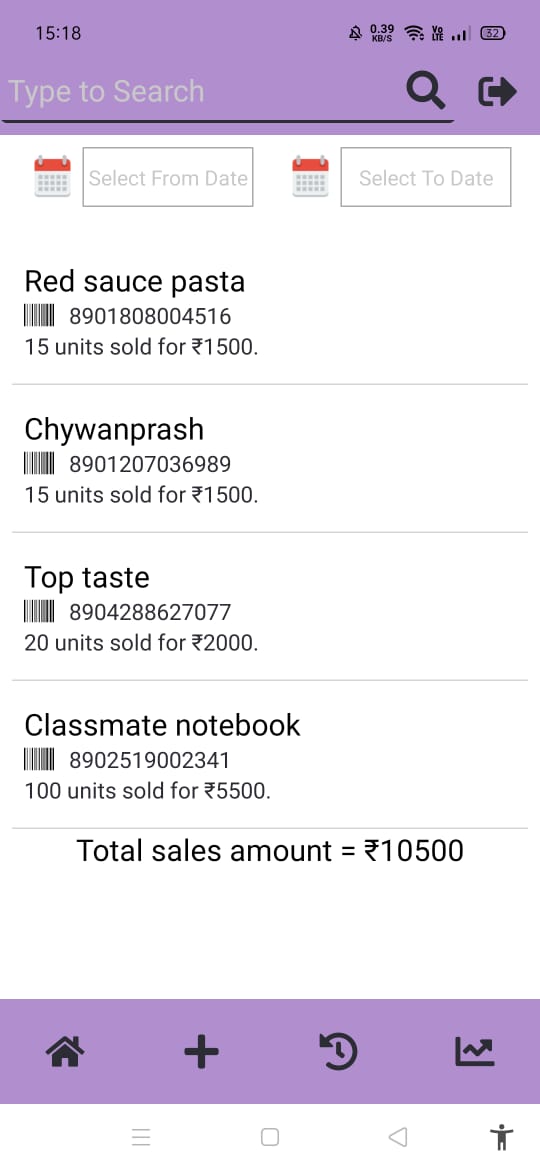 15:18
0.39
KB/S
Vo
LTE
32
Type to Search
Select From Date
Select To Date
Red sauce pasta
8901808004516
15 units sold for ₹1500.
Chywanprash
8901207036989
15 units sold for ₹1500.
Top taste
8904288627077
20 units sold for ₹2000.
Classmate notebook
8902519002341
100 units sold for ₹5500.
Total sales amount = ₹10500